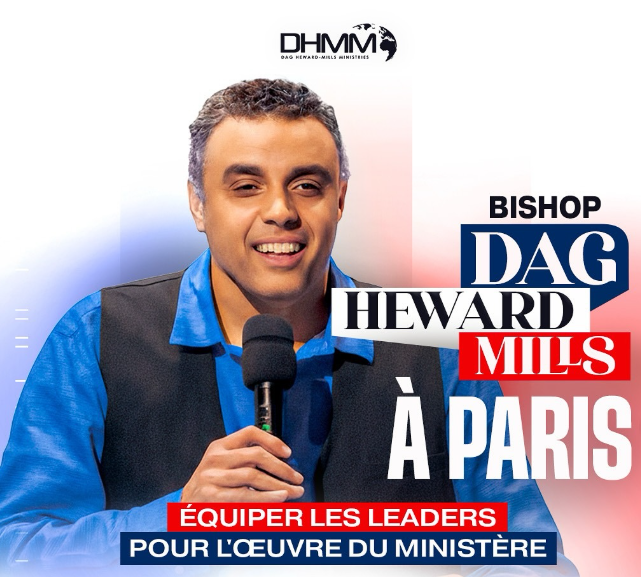 DHMM
DAG HEWARD-MILLS MINISTRIES
BISHOP
DAG
HEWARD
MILLS
À PARIS
ÉQUIPER LES LEADERS
POUR L'ŒUVRE DU MINISTÈRE